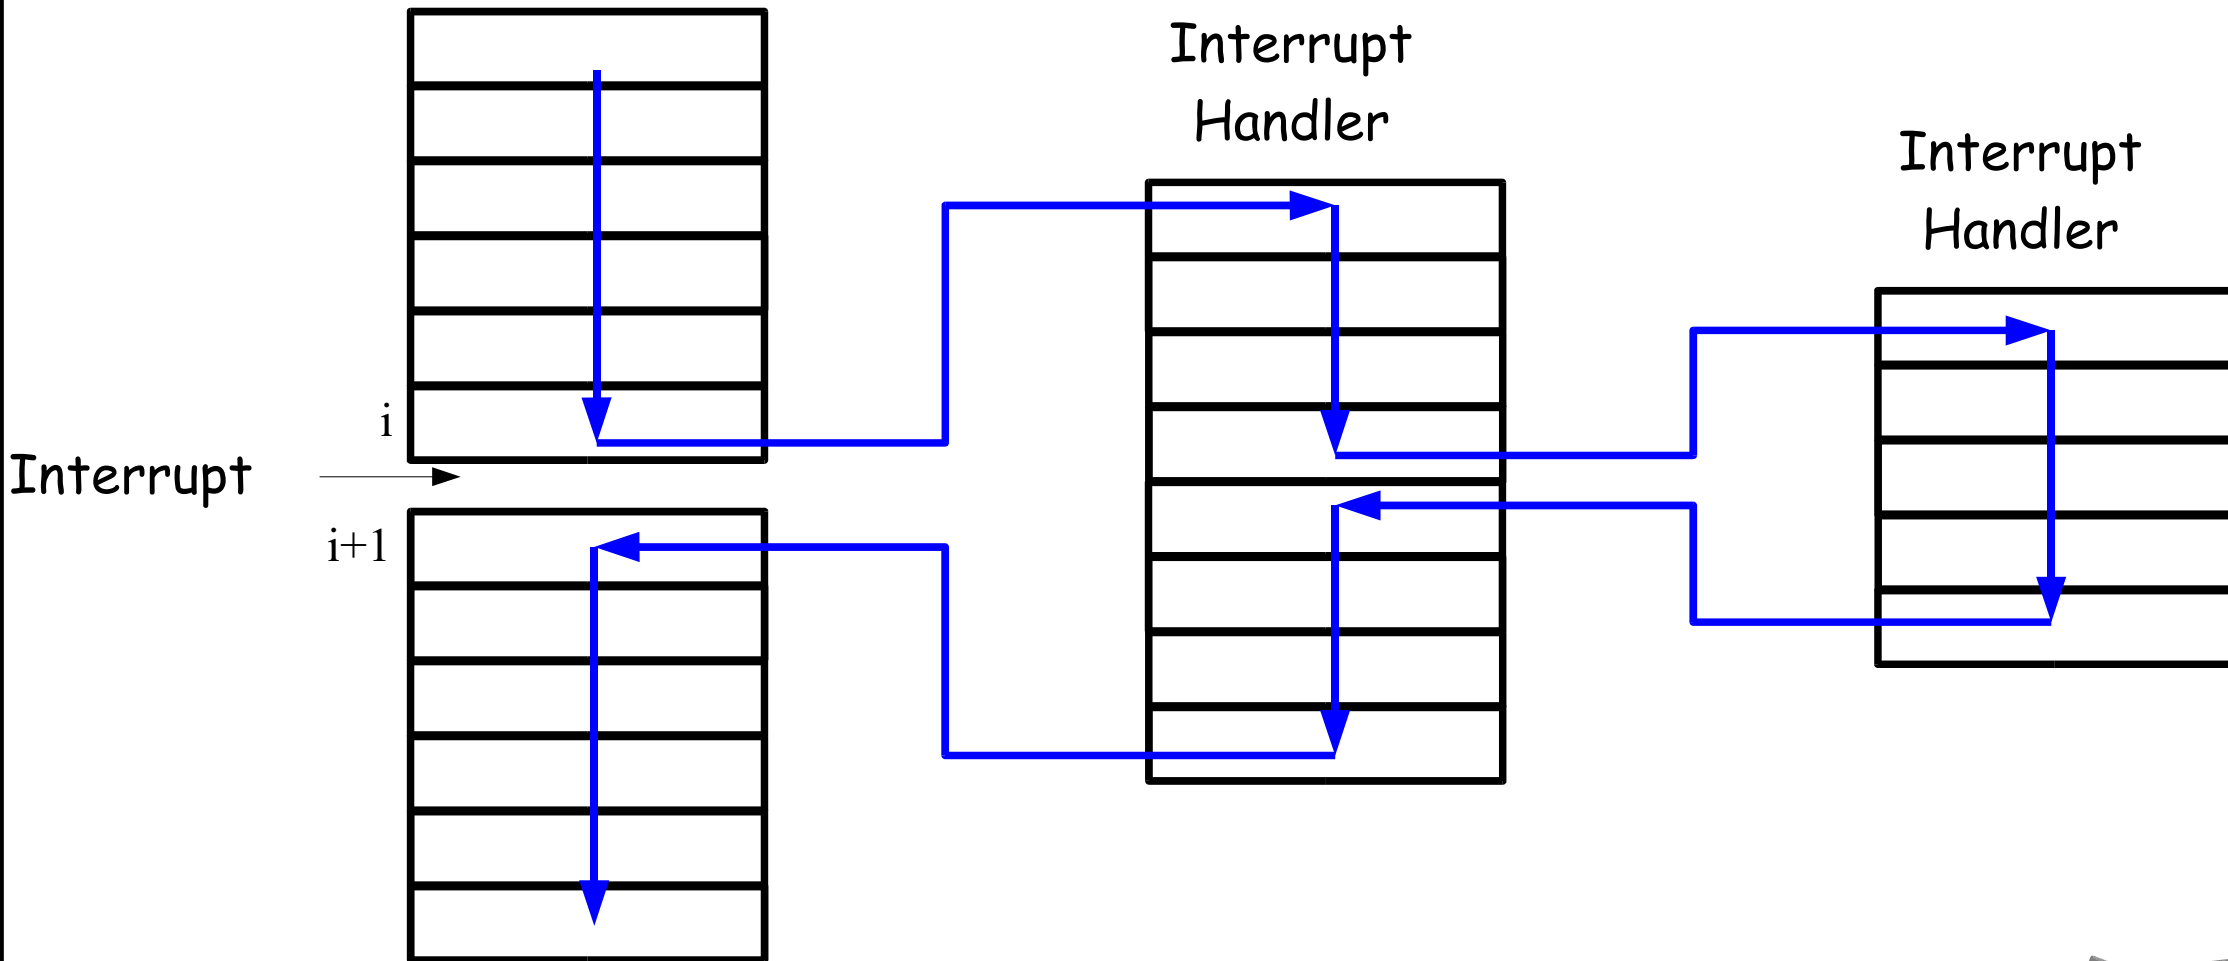 Interrupt
Handler
Interrupt
Handler
i
Interrupt
i+1